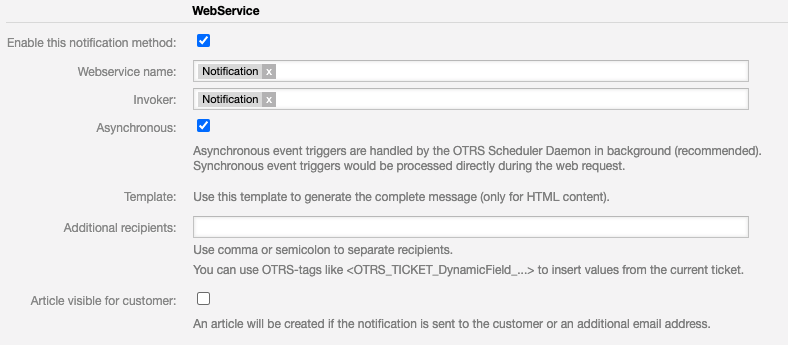 WebService
Enable this notification method:
Webservice name: Notification x
Invoker: Notification x
Asynchronous:
Asynchronous event triggers are handled by the OTRS Scheduler Daemon in background (recommended).
Synchronous event triggers would be processed directly during the web request.
Template: Use this template to generate the complete message (only for HTML content).
Additional recipients:
Use comma or semicolon to separate recipients.
You can use OTRS-tags like <OTRS_TICKET_DynamicField_...> to insert values from the current ticket.
Article visible for customer:
An article will be created if the notification is sent to the customer or an additional email address.